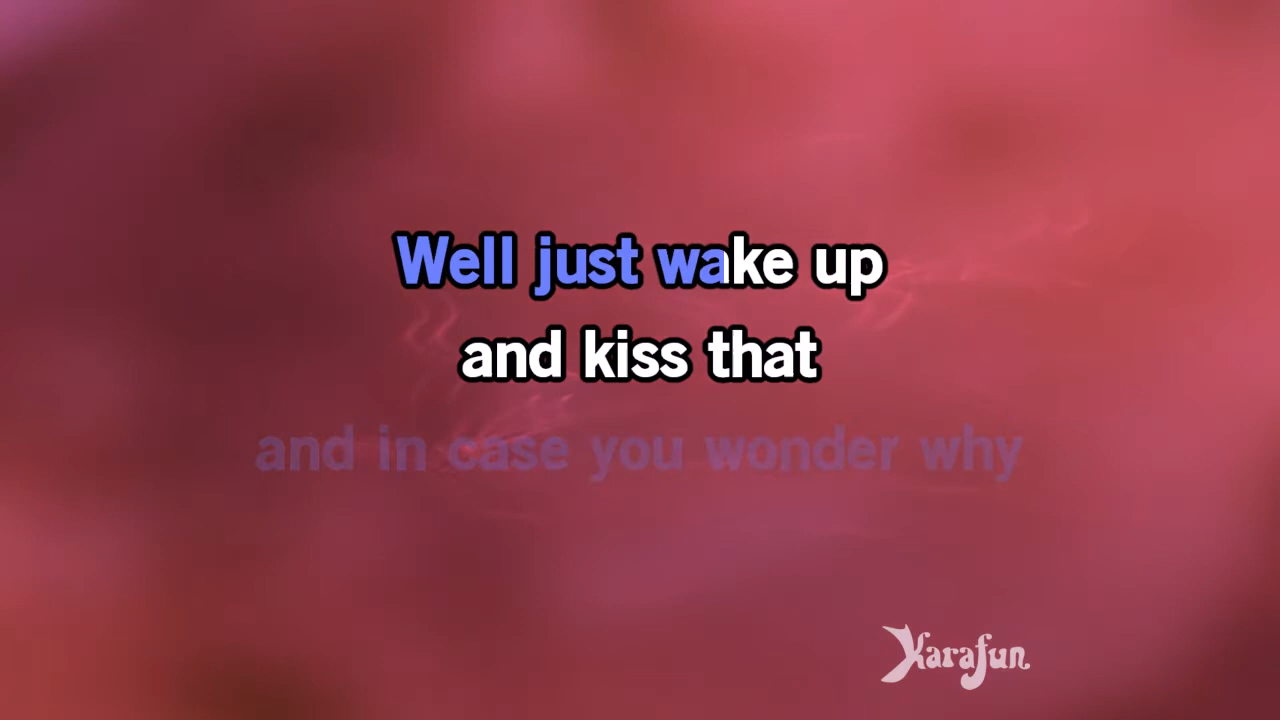 Well just wake up
and kiss that
and in case you wonder why
Karafun